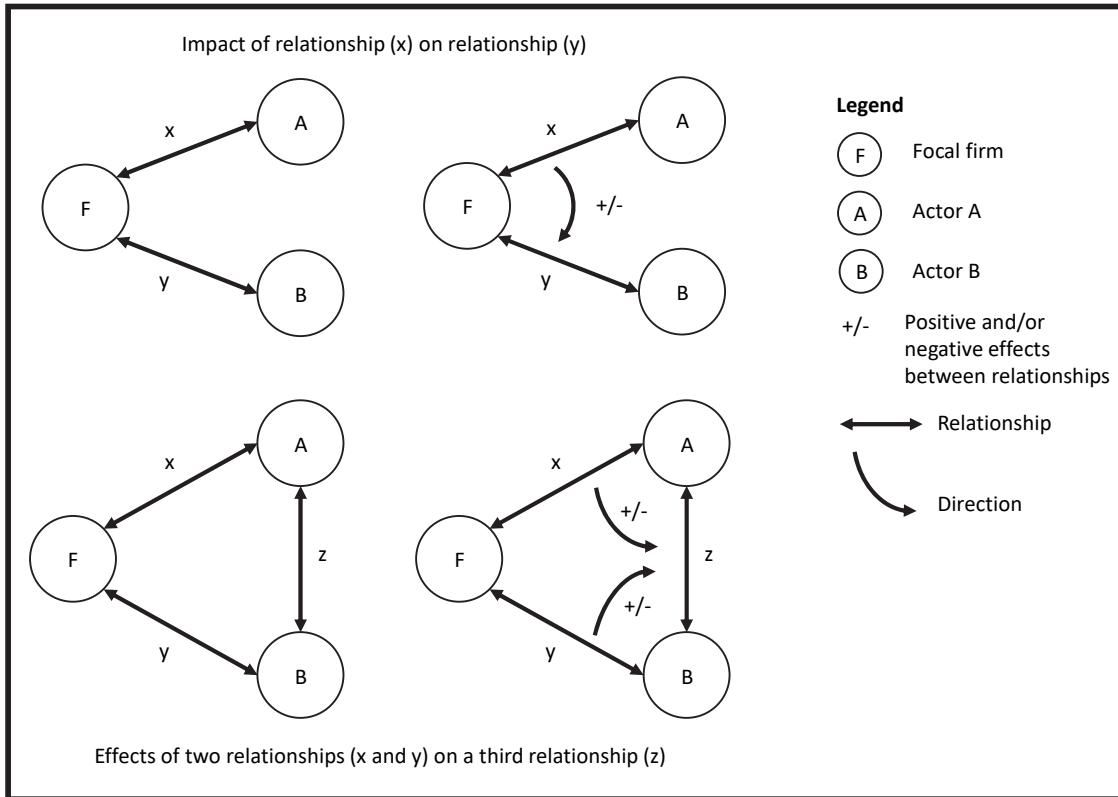 Impact of relationship (x) on relationship (y)
x
A
F
y
B
x
A
F
+/-
y
B
x
A
F
z
y
B
x
A
+/-
F
z
+/-
y
B
Effects of two relationships (x and y) on a third relationship (z)
Legend
F Focal firm
A Actor A
B Actor B
+/- Positive and/or
negative effects
between relationships
Relationship
Direction